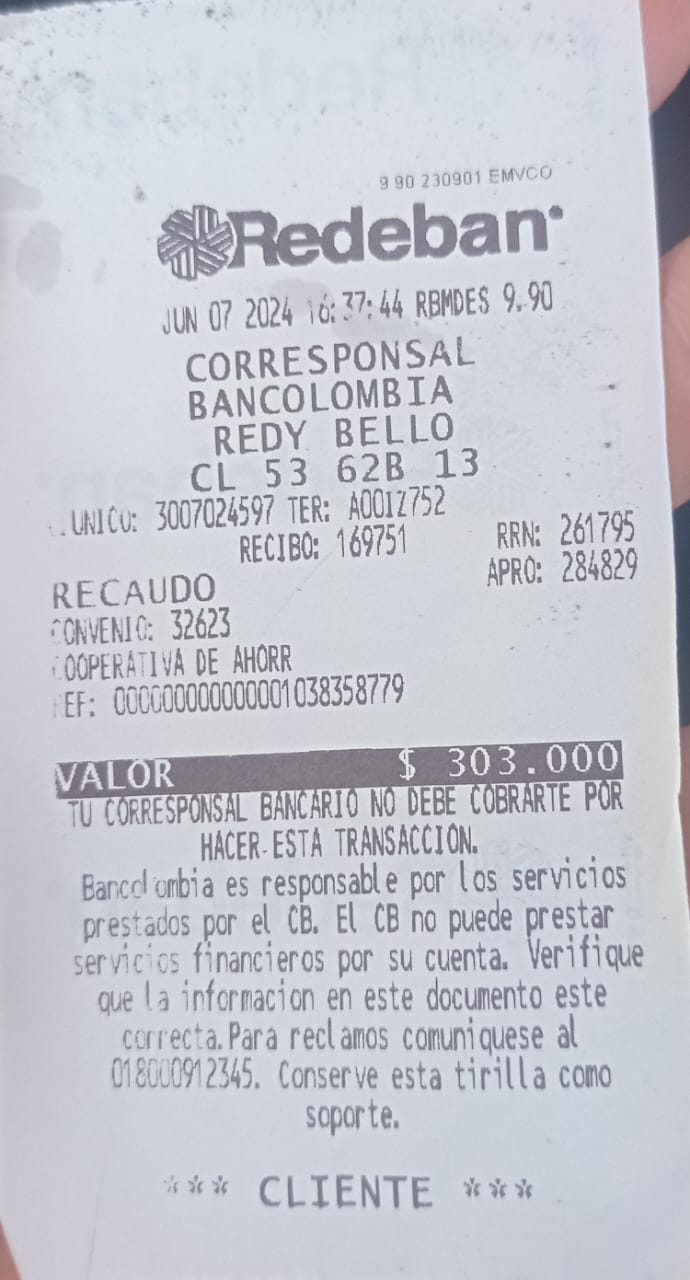 9 90 230901 EMVCO
Redeban
JUN 07 2024 16:37:44 RBMDES 9.90
CORRESPONSAL
BANCOLOMBIA
REDY BELLO
CL 53 62B 13
.UNICO: 3007024597 TER: A00IZ752
RECIBO: 169751 RRN: 261795
APRO: 284829
RECAUDO
CONVENIO: 32623
COOPERATIVA DE AHORR
REF: 00000000000001038358779
VALOR $ 303.000
TU CORRESPONSAL BANCARIO NO DEBE COBRARTE POR
HACER ESTA TRANSACCIÓN.
Bancolombia es responsable por los servicios
prestados por el CB. El CB no puede prestar
servicios financieros por su cuenta. Verifique
que la informacion en este documento este
correcta. Para reclamos comuniquese al
018000912345. Conserve esta tirilla como
soporte.
*** CLIENTE ***